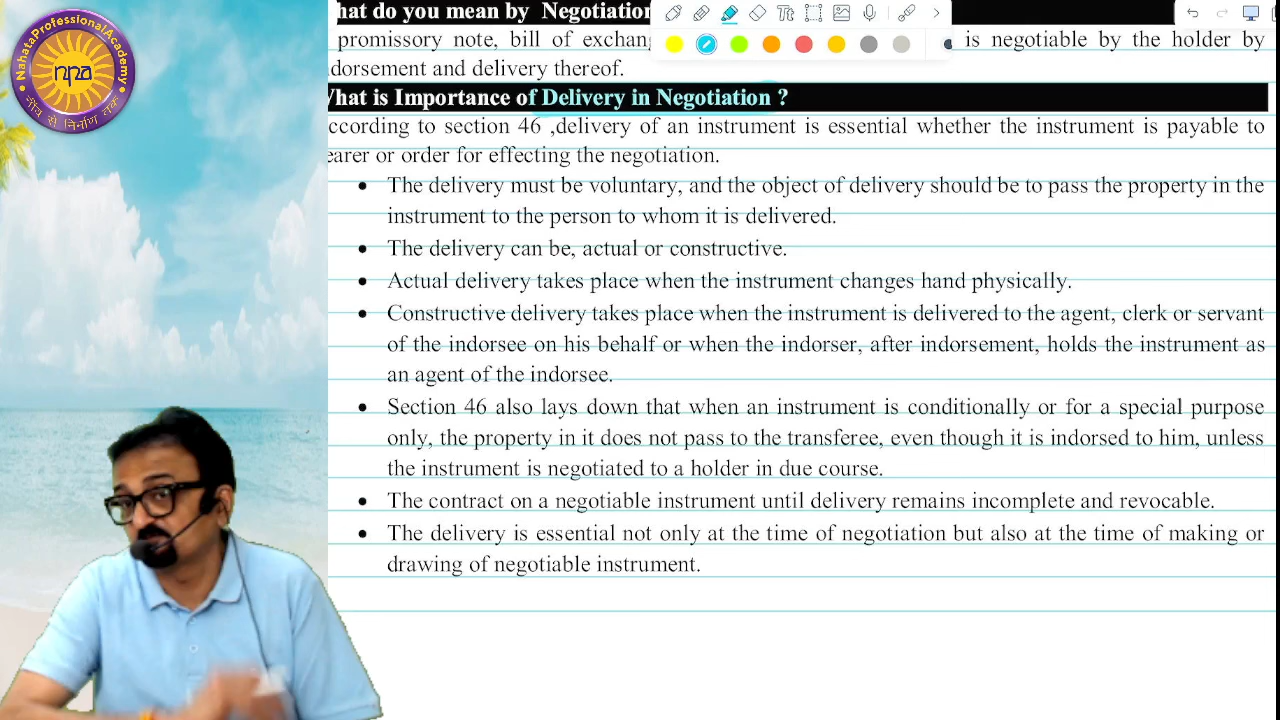 hat do you mean by Negotiation
promissory note, bill of exchang is negotiable by the holder by
dorsement and delivery thereof.
What is Importance of Delivery in Negotiation ?
ccording to section 46 ,delivery of an instrument is essential whether the instrument is payable to
earer or order for effecting the negotiation.
• The delivery must be voluntary, and the object of delivery should be to pass the property in the
instrument to the person to whom it is delivered.
• The delivery can be, actual or constructive.
• Actual delivery takes place when the instrument changes hand physically.
• Constructive delivery takes place when the instrument is delivered to the agent, clerk or servant
of the indorsee on his behalf or when the indorser, after indorsement, holds the instrument as
an agent of the indorsee.
• Section 46 also lays down that when an instrument is conditionally or for a special purpose
only, the property in it does not pass to the transferee, even though it is indorsed to him, unless
the instrument is negotiated to a holder in due course.
• The contract on a negotiable instrument until delivery remains incomplete and revocable.
• The delivery is essential not only at the time of negotiation but also at the time of making or
drawing of negotiable instrument.
Tt
NahataProfessionalAcademy
npa
नींव से निर्माण तक